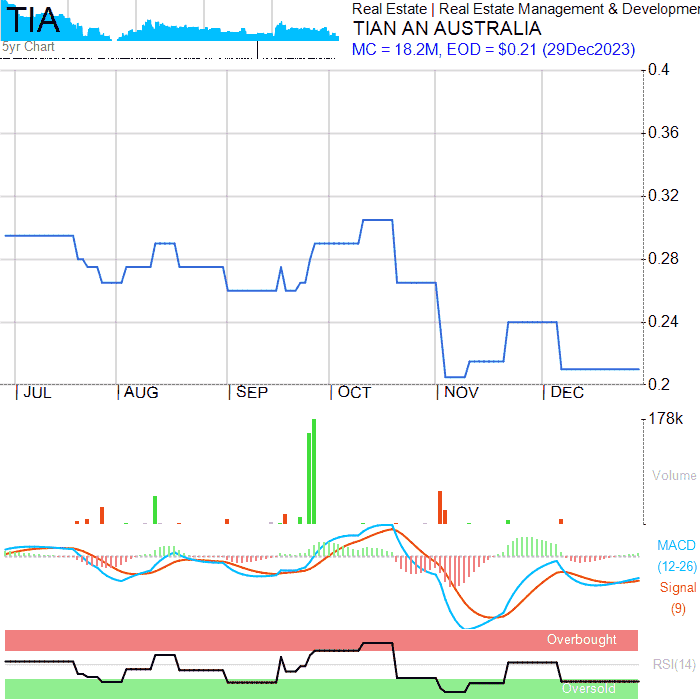 TIA
Real Estate | Real Estate Management & Developmer
TIAN AN AUSTRALIA
5yr Chart
MC = 18.2M, EOD = $0.21 (29Dec2023)
0.4
0.36
0.32
0.28
0.24
0.2
| JUL | AUG | SEP | OCT | NOV | DEC
178k
Volume
MACD
(12-26)
Signal
(9)
Overbought
RSI(14)
Oversold